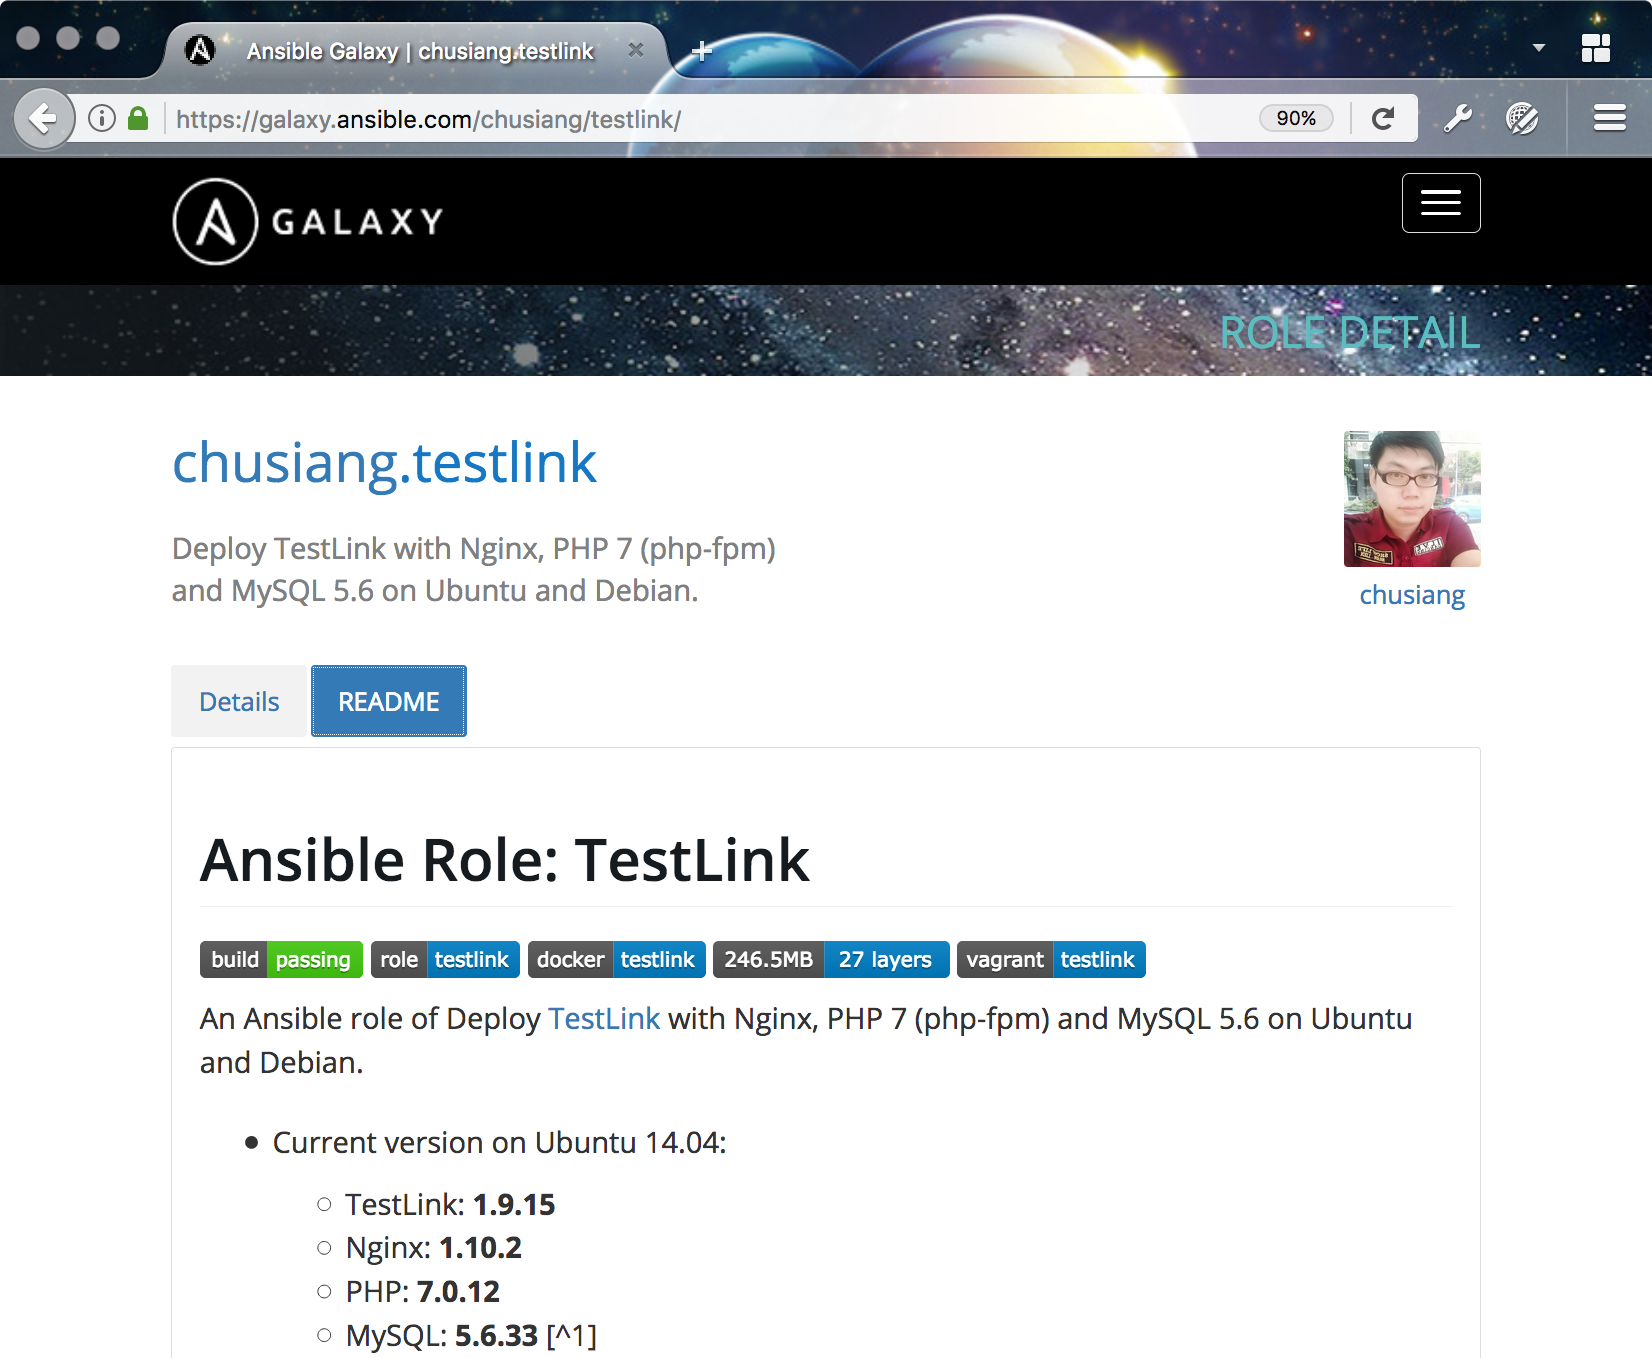 Ansible Galaxy | chusiang.testlink
https://galaxy.ansible.com/chusiang/testlink/
90%
GALAXY
ROLE DETAIL
chusiang.testlink
Deploy TestLink with Nginx, PHP 7 (php-fpm)
and MySQL 5.6 on Ubuntu and Debian.
chusiang
Details
README
Ansible Role: TestLink
build passing role testlink docker testlink 246.5MB 27 layers vagrant testlink
An Ansible role of Deploy TestLink with Nginx, PHP 7 (php-fpm) and MySQL 5.6 on Ubuntu
and Debian.
Current version on Ubuntu 14.04:
TestLink: 1.9.15
Nginx: 1.10.2
PHP: 7.0.12
MySQL: 5.6.33 [^1]